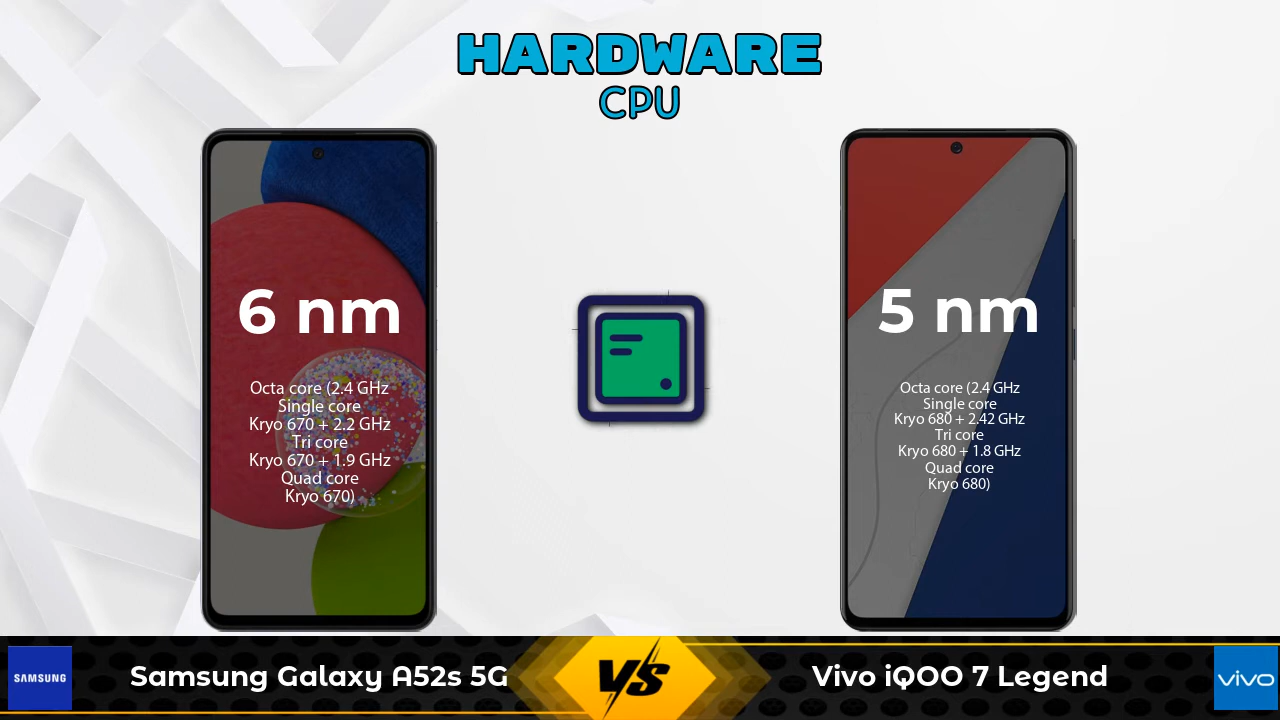 HARDWARE
CPU
6 nm
Octa core (2.4 GHz
Single core
Kryo 670 + 2.2 GHz
Tri core
Kryo 670 + 1.9 GHz
Quad core
Kryo 670)
5 nm
Octa core (2.4 GHz
Single core
Kryo 680 + 2.42 GHz
Tri core
Kryo 680 + 1.8 GHz
Quad core
Kryo 680)
SAMSUNG
Samsung Galaxy A52s 5G
VS
Vivo iQOO 7 Legend
vivo